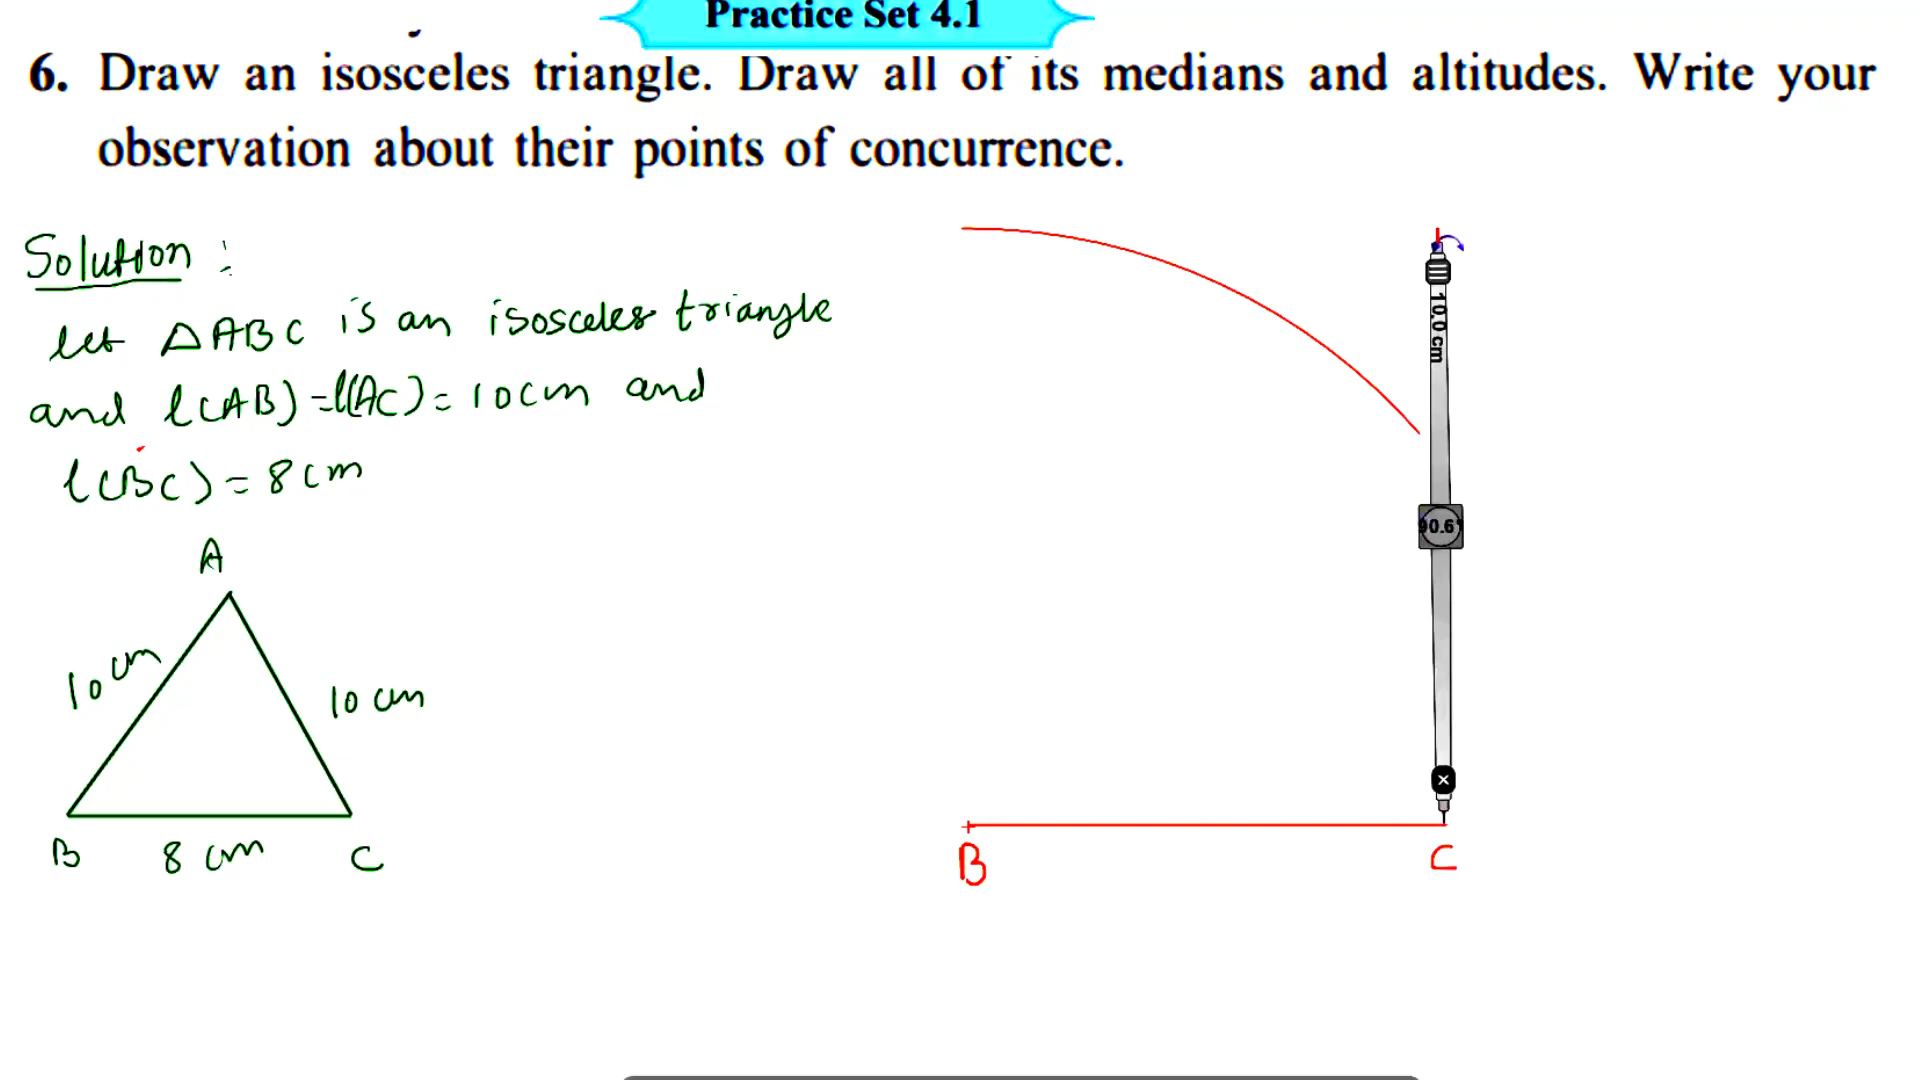 Practice Set 4.1
6. Draw an isosceles triangle. Draw all of its medians and altitudes. Write your
observation about their points of concurrence.
Solution :
let △ABC is an isosceles triangle
and l(AB) = l(AC) = 10cm and
l(BC) = 8cm
A
10 cm
10 cm
B 8 cm C
10.0 cm
90.6°
B C